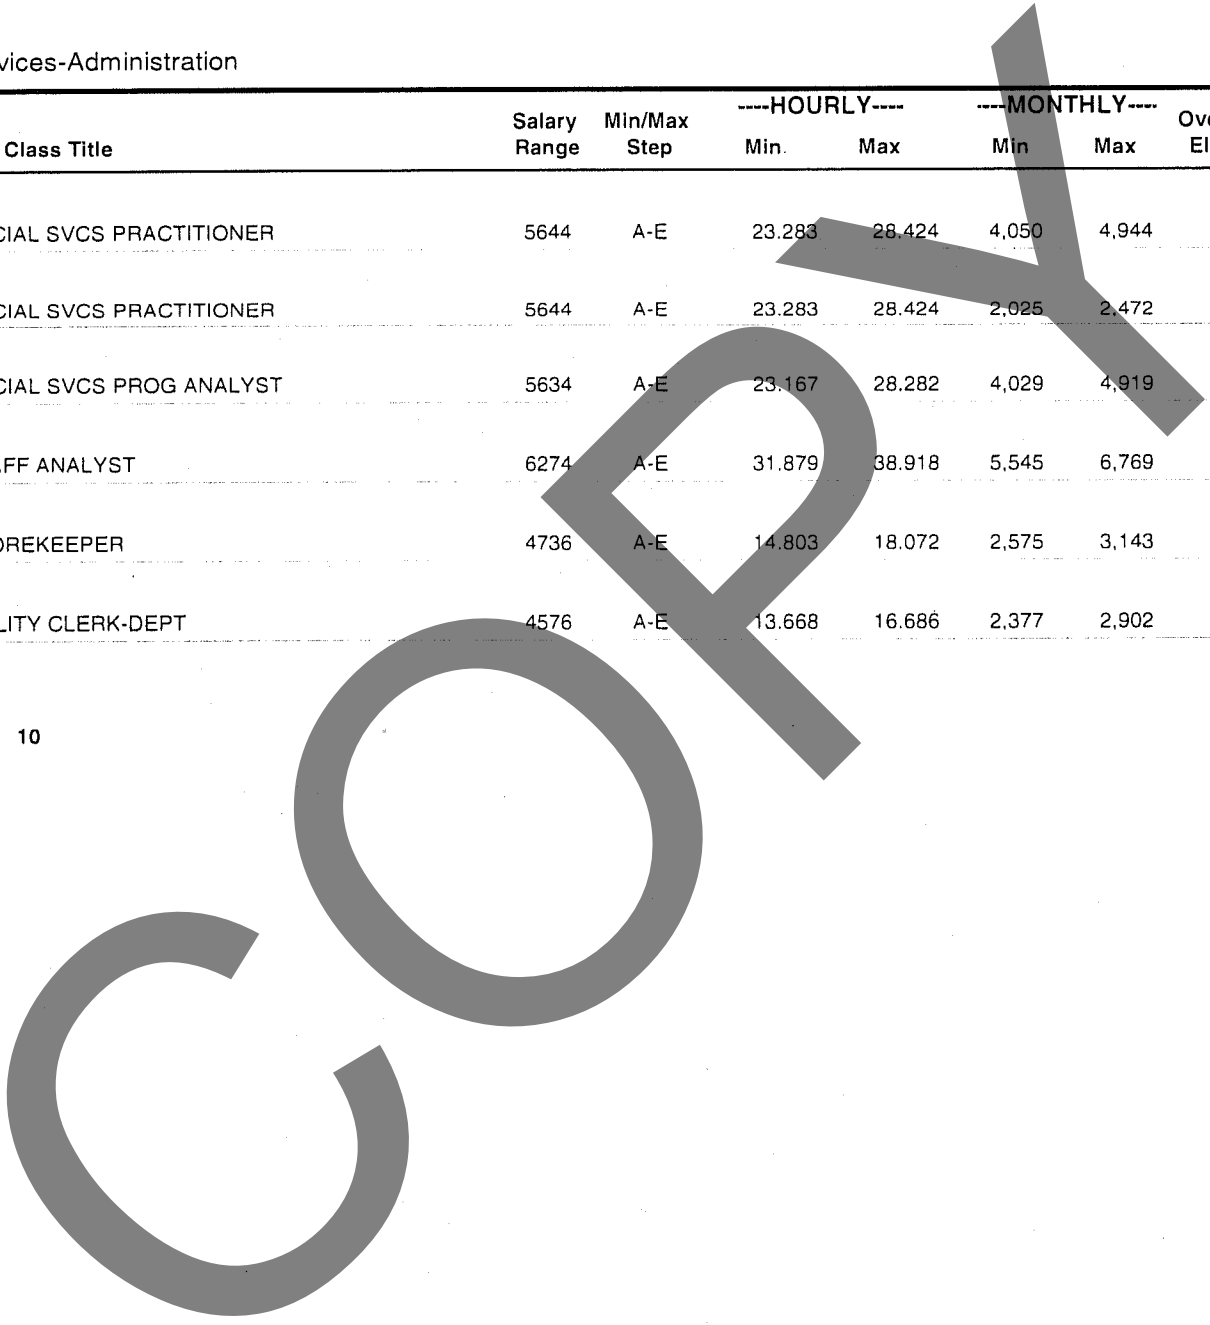 vices-Administration
----HOURLY---- ----MONTHLY----
Salary Min/Max Ove
Class Title Range Step Min. Max Min Max El
CIAL SVCS PRACTITIONER 5644 A-E 23.283 28.424 4,050 4,944
CIAL SVCS PRACTITIONER 5644 A-E 23.283 28.424 2,025 2,472
CIAL SVCS PROG ANALYST 5634 A-E 23.167 28.282 4,029 4,919
FF ANALYST 6274 A-E 31.879 38.918 5,545 6,769
OREKEEPER 4736 A-E 14.803 18.072 2,575 3,143
LITY CLERK-DEPT 4576 A-E 13.668 16.686 2,377 2,902
10
COPY